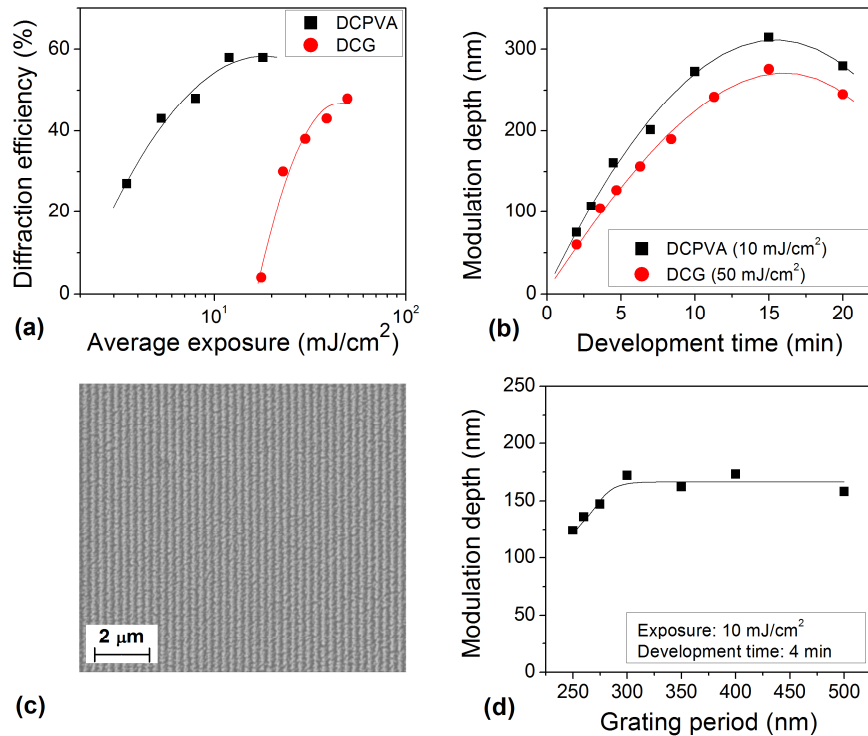 60
40
20
0
Diffraction efficiency (%)
DCPVA
DCG
10¹
10²
Average exposure (mJ/cm²)
(a)
300
200
100
0
Modulation depth (nm)
DCPVA (10 mJ/cm²)
DCG (50 mJ/cm²)
0
5
10
15
20
Development time (min)
(b)
2 μm
(c)
250
200
150
100
50
0
Modulation depth (nm)
Exposure: 10 mJ/cm²
Development time: 4 min
250
300
350
400
450
500
Grating period (nm)
(d)